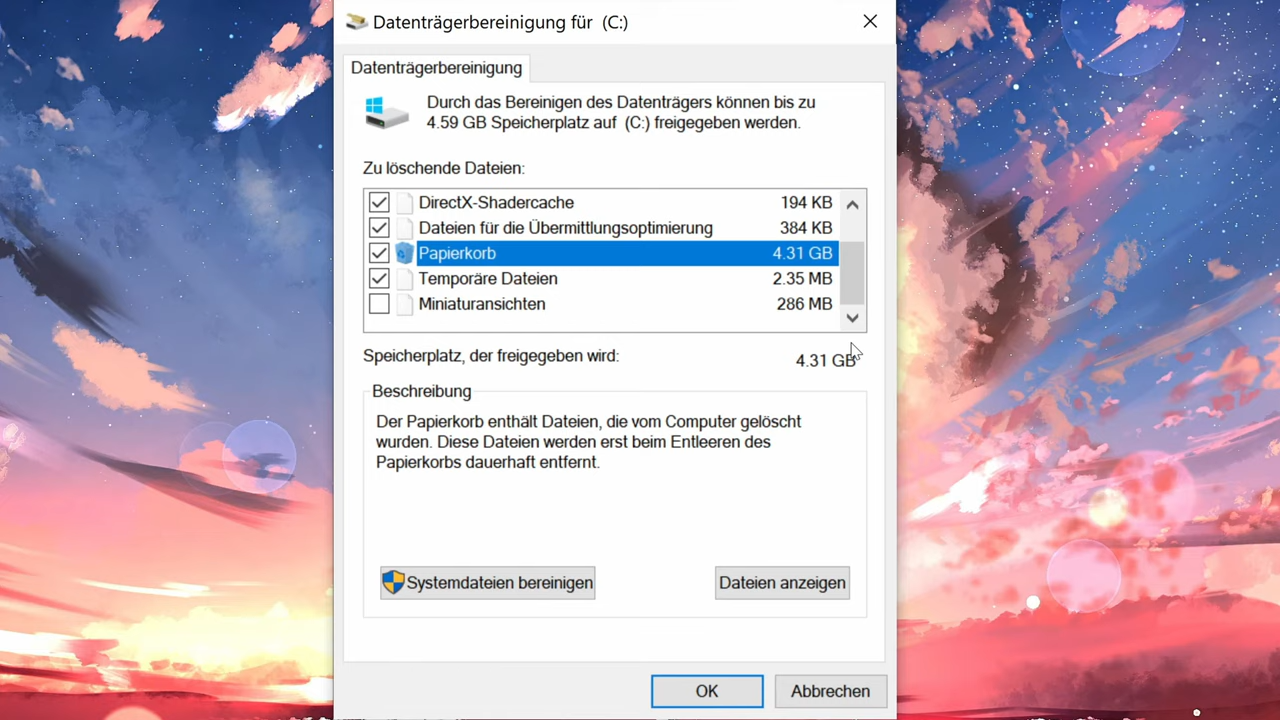 Datenträgerbereinigung für  (C:)
Datenträgerbereinigung
Durch das Bereinigen des Datenträgers können bis zu
4.59 GB Speicherplatz auf  (C:) freigegeben werden.
Zu löschende Dateien:
DirectX-Shadercache 194 KB
Dateien für die Übermittlungsoptimierung 384 KB
Papierkorb 4.31 GB
Temporäre Dateien 2.35 MB
Miniaturansichten 286 MB
Speicherplatz, der freigegeben wird: 4.31 GB
Beschreibung
Der Papierkorb enthält Dateien, die vom Computer gelöscht
wurden. Diese Dateien werden erst beim Entleeren des
Papierkorbs dauerhaft entfernt.
Systemdateien bereinigen Dateien anzeigen
OK Abbrechen